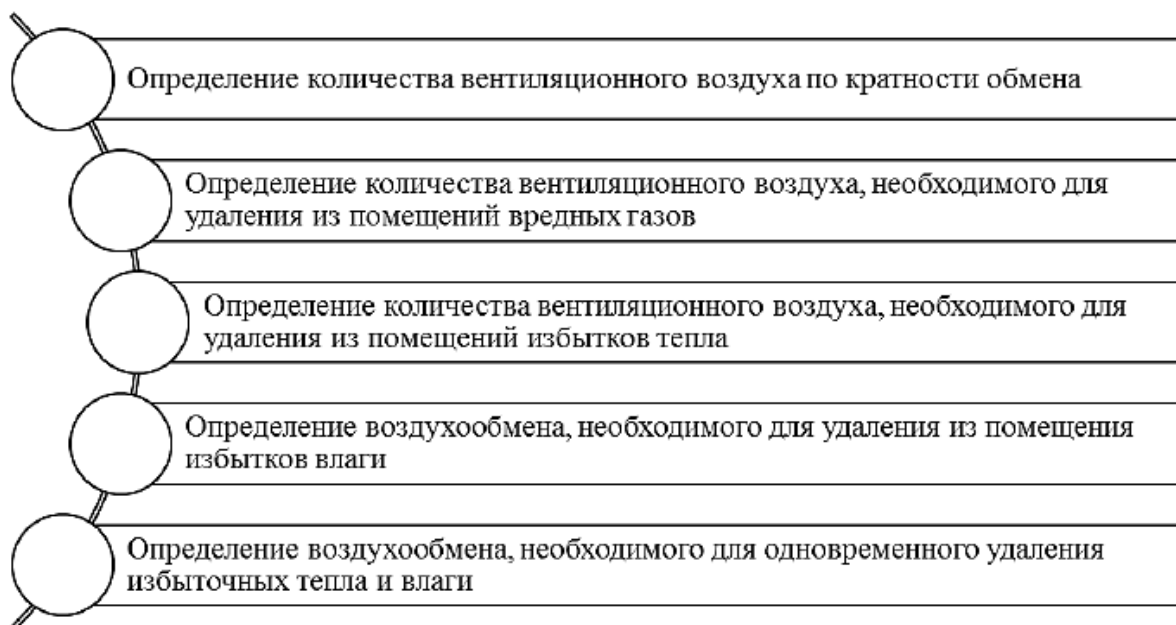 Определение количества вентиляционного воздуха по кратности обмена
Определение количества вентиляционного воздуха, необходимого для
удаления из помещений вредных газов
Определение количества вентиляционного воздуха, необходимого для
удаления из помещений избытков тепла
Определение воздухообмена, необходимого для удаления из помещения
избытков влаги
Определение воздухообмена, необходимого для одновременного удаления
избыточных тепла и влаги